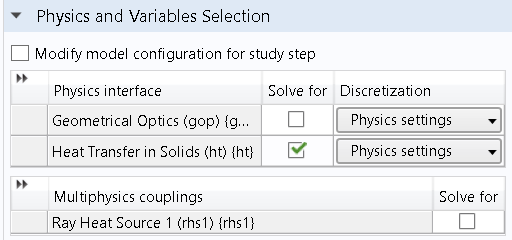 Physics and Variables Selection
Modify model configuration for study step
Physics interface Solve for Discretization
Geometrical Optics (gop) {g... Physics settings
Heat Transfer in Solids (ht) {ht} Physics settings
Multiphysics couplings Solve for
Ray Heat Source 1 (rhs1) {rhs1}